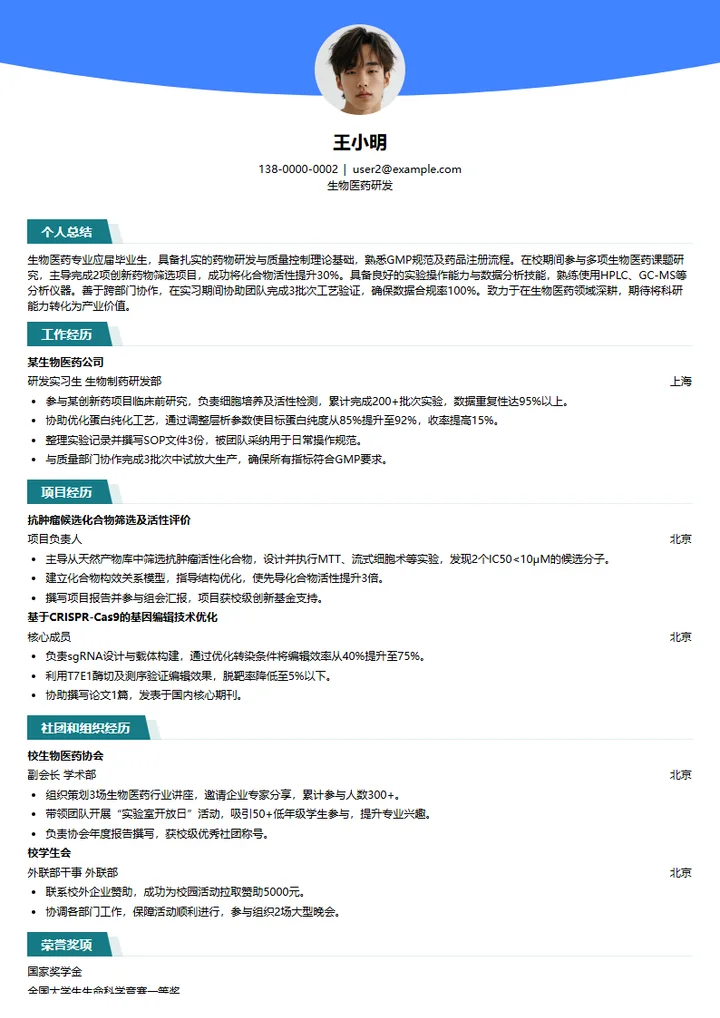 王小明
138-0000-0002 | user2@example.com
生物医药研发
个人总结
生物医药专业应届毕业生，具备扎实的药物研发与质量控制理论基础，熟悉GMP规范及药品注册流程。在校期间参与多项生物医药课题研
究，主导完成2项创新药物筛选项目，成功将化合物活性提升30%。具备良好的实验操作能力与数据分析技能，熟练使用HPLC、GC-MS等
分析仪器。善于跨部门协作，在实习期间协助团队完成3批次工艺验证，确保数据合规率100%。致力于在生物医药领域深耕，期待将科研
能力转化为产业价值。
工作经历
某生物医药公司
研发实习生 生物制药研发部 上海
• 参与某创新药项目临床前研究，负责细胞培养及活性检测，累计完成200+批次实验，数据重复性达95%以上。
• 协助优化蛋白纯化工艺，通过调整层析参数使目标蛋白纯度从85%提升至92%，收率提高15%。
• 整理实验记录并撰写SOP文件3份，被团队采纳用于日常操作规范。
• 与质量部门协作完成3批次中试放大生产，确保所有指标符合GMP要求。
项目经历
抗肿瘤候选化合物筛选及活性评价
项目负责人 北京
• 主导从天然产物库中筛选抗肿瘤活性化合物，设计并执行MTT、流式细胞术等实验，发现2个IC50<10μM的候选分子。
• 建立化合物构效关系模型，指导结构优化，使先导化合物活性提升3倍。
• 撰写项目报告并参与组会汇报，项目获校级创新基金支持。
基于CRISPR-Cas9的基因编辑技术优化
核心成员 北京
• 负责sgRNA设计与载体构建，通过优化转染条件将编辑效率从40%提升至75%。
• 利用T7E1酶切及测序验证编辑效果，脱靶率降低至5%以下。
• 协助撰写论文1篇，发表于国内核心期刊。
社团和组织经历
校生物医药协会
副会长 学术部 北京
• 组织策划3场生物医药行业讲座，邀请企业专家分享，累计参与人数300+。
• 带领团队开展“实验室开放日”活动，吸引50+低年级学生参与，提升专业兴趣。
• 负责协会年度报告撰写，获校级优秀社团称号。
校学生会
外联部干事 外联部 北京
• 联系校外企业赞助，成功为校园活动拉取赞助5000元。
• 协调各部门工作，保障活动顺利进行，参与组织2场大型晚会。
荣誉奖项
国家奖学金
全国大学生生命科学竞赛一等奖